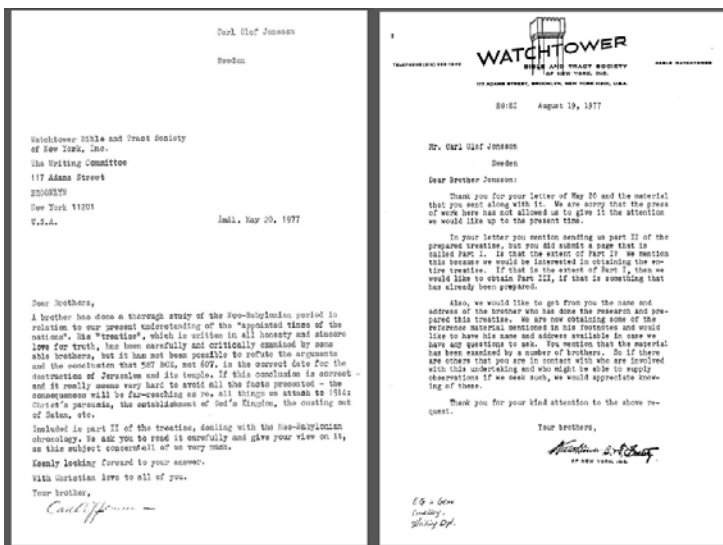 Carl Olof Jonsson
Sweden
Watchtower Bible and Tract Society
of New York, Inc.
The Writing Committee
117 Adams Street
BROOKLYN
New York 11201
U.S.A.
Åmål, May 20, 1977
Dear Brothers,
A brother has done a thorough study of the Neo-Babylonian period in
relation to our present understanding of the "appointed times of the
nations". His "treatise", which is written in all honesty and sincere
love for truth, has been carefully and critically examined by some
able brothers, but it has not been possible to refute the arguments
and the conclusion that 587 BCE, not 607, is the correct date for the
destruction of Jerusalem and its temple. If this conclusion is correct -
and it really seems very hard to avoid all the facts presented - the
consequences will be far-reaching as re. all things we attach to 1914:
Christ's parousia, the establishment of God's Kingdom, the casting out
of Satan, etc.
Included is part II of the treatise, dealing with the Neo-Babylonian
chronology. We ask you to read it carefully and give your view on it,
as this subject concerns all of us very much.
Keenly looking forward to your answer.
With Christian love to all of you.
Your brother,
WATCHTOWER
BIBLE AND TRACT SOCIETY
OF NEW YORK, INC.
CABLE WATCHTOWER
117 ADAMS STREET, BROOKLYN, NEW YORK 11201, U.S.A.
August 19, 1977
Mr. Carl Olof Jonsson
Sweden
Dear Brother Jonsson:
Thank you for your letter of May 20 and the material
that you sent along with it. We are sorry that the press
of work here has not allowed us to give it the attention
we would like up to the present time.
In your letter you mention sending us part II of the
prepared treatise, but you did submit a page that is
called Part I. Is that the extent of Part I? We mention
this because we would be interested in obtaining the en-
tire treatise. If that is the extent of Part I, then we
would like to obtain Part III, if that is something that
has already been prepared.
Also, we would like to get from you the name and
address of the brother who has done the research and pre-
pared this treatise. We are now obtaining some of the
reference material mentioned in his footnotes and would
like to have his name and address available in case we
have any questions to ask. You mention that the material
has been examined by a number of brothers. So if there
are others that you are in contact with who are involved
with this undertaking and who might be able to supply
observations if we seek such, we would appreciate know-
ing of these.
Thank you for your kind attention to the above re-
quest.
Your brothers,
OF NEW YORK, INC.